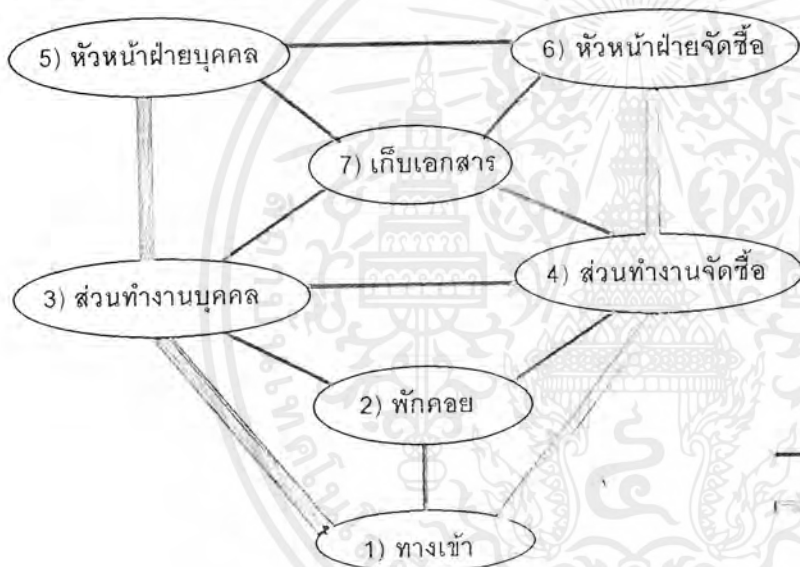 5) หัวหน้าฝ่ายบุคคล
6) หัวหน้าฝ่ายจัดซื้อ
7) เก็บเอกสาร
3) ส่วนทำงานบุคคล
4) ส่วนทำงานจัดซื้อ
2) พักคอย
1) ทางเข้า